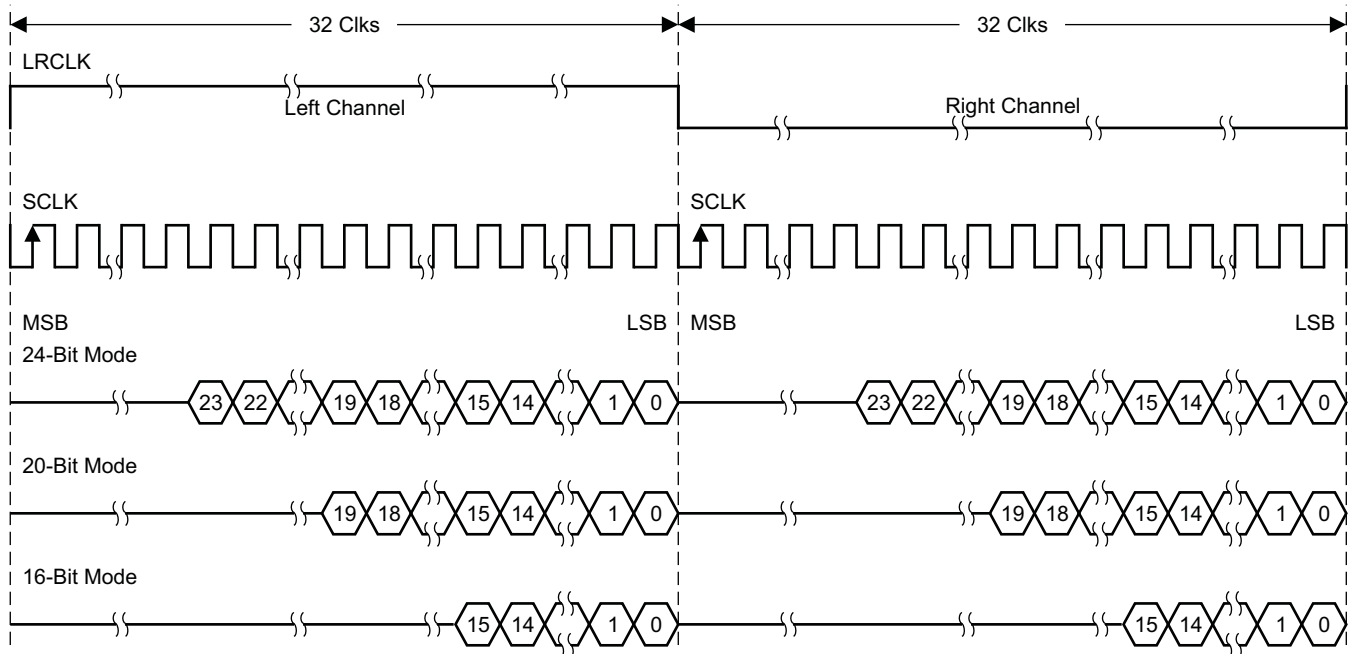 32 Clks 32 Clks
LRCLK
Left Channel Right Channel
SCLK SCLK
MSB LSB MSB LSB
24-Bit Mode
23 22 19 18 15 14 1 0 23 22 19 18 15 14 1 0
20-Bit Mode
19 18 15 14 1 0 19 18 15 14 1 0
16-Bit Mode
15 14 1 0 15 14 1 0